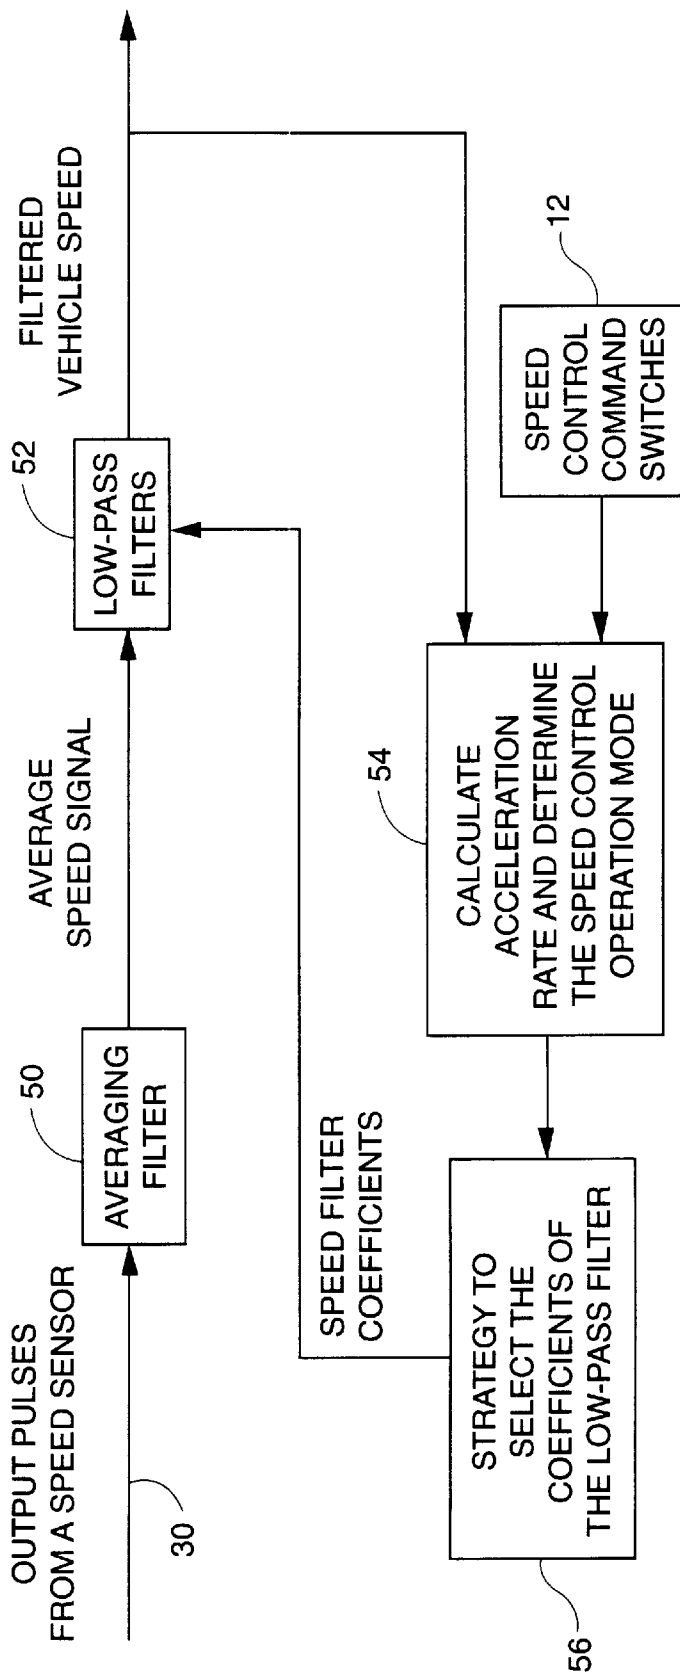 OUTPUT PULSES
FROM A SPEED SENSOR
30
50
AVERAGING
FILTER
AVERAGE
SPEED SIGNAL
52
LOW-PASS
FILTERS
FILTERED
VEHICLE SPEED
SPEED FILTER
COEFFICIENTS
56
STRATEGY TO
SELECT THE
COEFFICIENTS OF
THE LOW-PASS FILTER
54
CALCULATE
ACCELERATION
RATE AND DETERMINE
THE SPEED CONTROL
OPERATION MODE
12
SPEED
CONTROL
COMMAND
SWITCHES